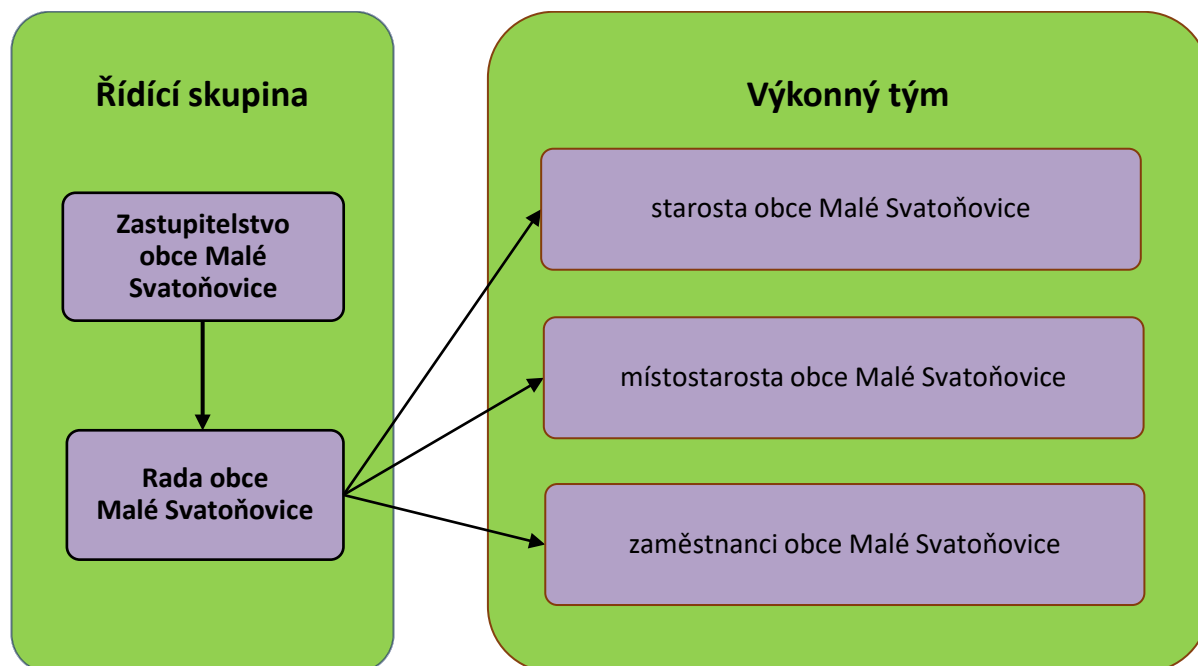 Řídící skupina
Zastupitelstvo
obce Malé
Svatoňovice
Rada obce
Malé Svatoňovice
Výkonný tým
starosta obce Malé Svatoňovice
místostarosta obce Malé Svatoňovice
zaměstnanci obce Malé Svatoňovice